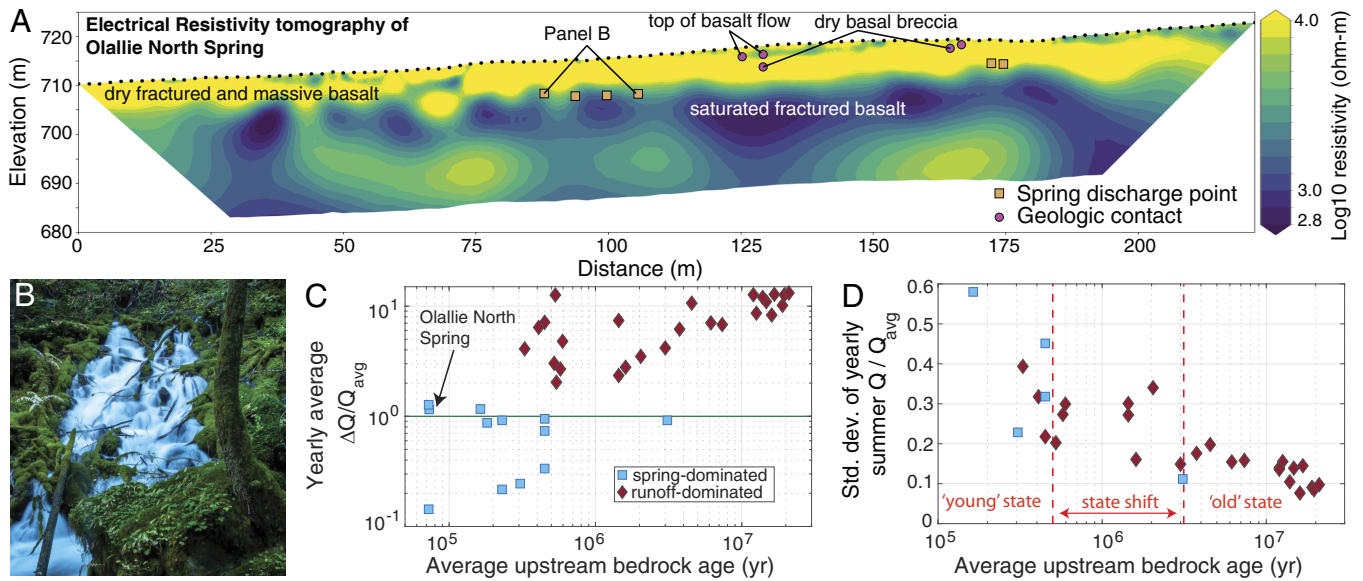 A
Electrical Resistivity tomography of
Olallie North Spring
Panel B
top of basalt flow
dry basal breccia
dry fractured and massive basalt
saturated fractured basalt
Spring discharge point
Geologic contact
Elevation (m)
720
710
700
690
680
0
25
50
75
100
125
150
175
200
Distance (m)
4.0
3.0
2.8
Log10 resistivity (ohm-m)
B
C
Olallie North
Spring
Yearly average
ΔQ/Q_avg
10^1
10^0
10^-1
spring-dominated
runoff-dominated
10^5
10^6
10^7
Average upstream bedrock age (yr)
D
Std. dev. of yearly
summer Q / Q_avg
0.6
0.5
0.4
0.3
0.2
0.1
0
'young' state
state shift
'old' state
10^5
10^6
10^7
Average upstream bedrock age (yr)